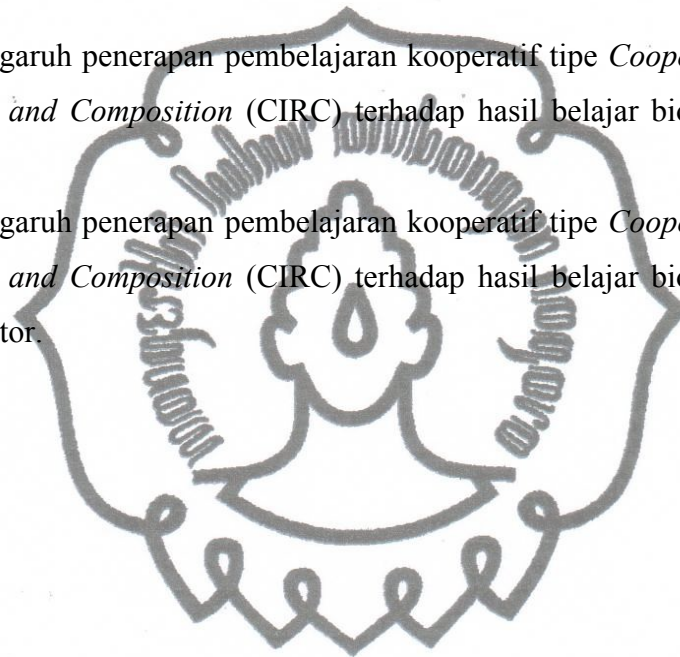 garuh penerapan pembelajaran kooperatif tipe Coope
and Composition (CIRC) terhadap hasil belajar bio
garuh penerapan pembelajaran kooperatif tipe Coope
and Composition (CIRC) terhadap hasil belajar bio
tor.